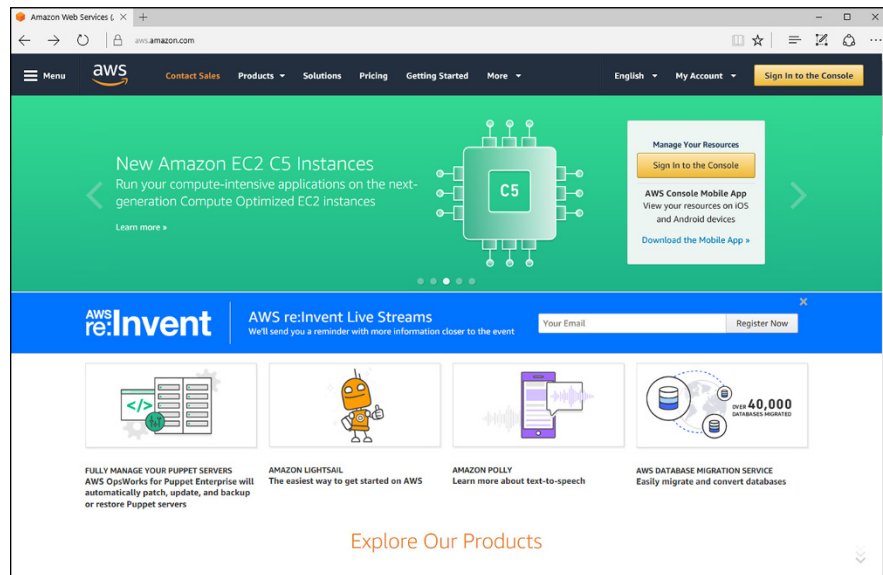 Amazon Web Services (
aws.amazon.com
Menu
aws
Contact Sales
Products
Solutions
Pricing
Getting Started
More
English
My Account
Sign In to the Console
New Amazon EC2 C5 Instances
Run your compute-intensive applications on the next-
generation Compute Optimized EC2 instances
Learn more »
C5
Manage Your Resources
Sign In to the Console
AWS Console Mobile App
View your resources on iOS
and Android devices
Download the Mobile App »
AWS
re:Invent
AWS re:Invent Live Streams
We'll send you a reminder with more information closer to the event
Your Email
Register Now
</>
OVER 40,000
DATABASES MIGRATED
FULLY MANAGE YOUR PUPPET SERVERS
AWS OpsWorks for Puppet Enterprise will
automatically patch, update, and backup
or restore Puppet servers
AMAZON LIGHTSAIL
The easiest way to get started on AWS
AMAZON POLLY
Learn more about text-to-speech
AWS DATABASE MIGRATION SERVICE
Easily migrate and convert databases
Explore Our Products